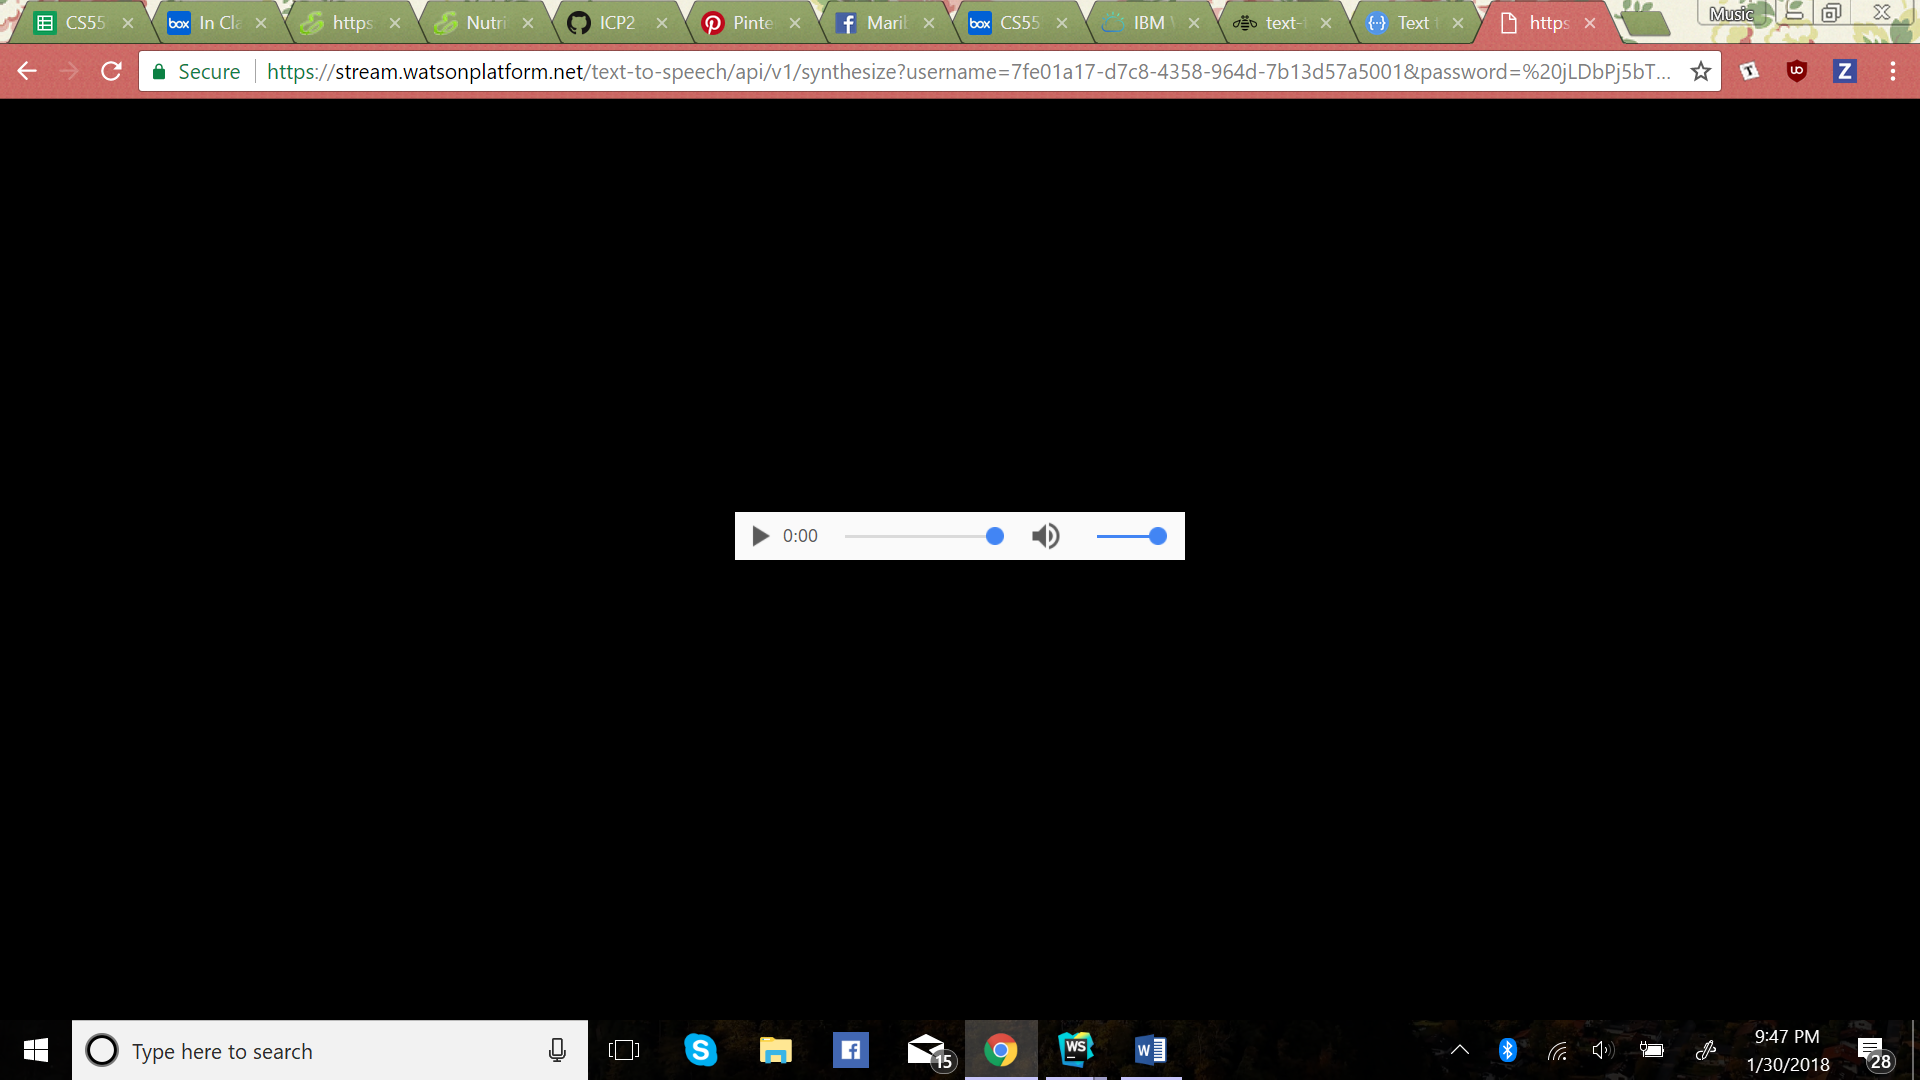 CS55
box In Cl
https
Nutri
ICP2
Pinte
Maril
box CS55
IBM
text-
Text
https
Music
Secure https://stream.watsonplatform.net/text-to-speech/api/v1/synthesize?username=7fe01a17-d7c8-4358-964d-7b13d57a5001&password=%20jLDbPj5bT...
0:00
Type here to search
15
WS
9:47 PM
1/30/2018
28